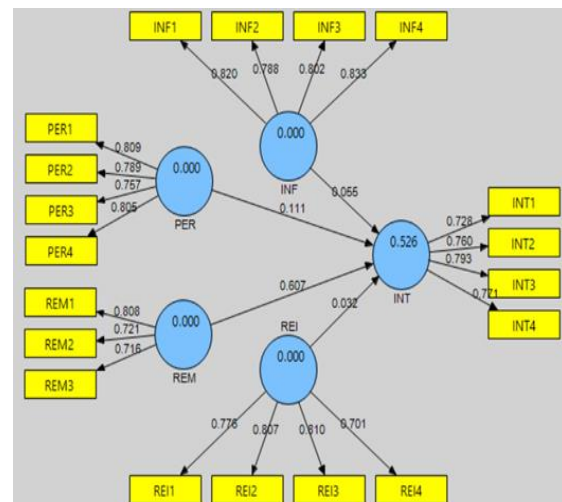 INF1 INF2 INF3 INF4
0.820 0.788 0.802 0.833
0.000
INF
PER1
PER2
PER3
PER4
0.809
0.789
0.757
0.805
0.000
PER
0.055
0.111
0.526
INT
INT1
INT2
INT3
INT4
0.728
0.760
0.793
0.771
REM1
REM2
REM3
0.808
0.721
0.716
0.000
REM
0.607
0.032
REI
0.000
0.776 0.807 0.810 0.701
REI1 REI2 REI3 REI4